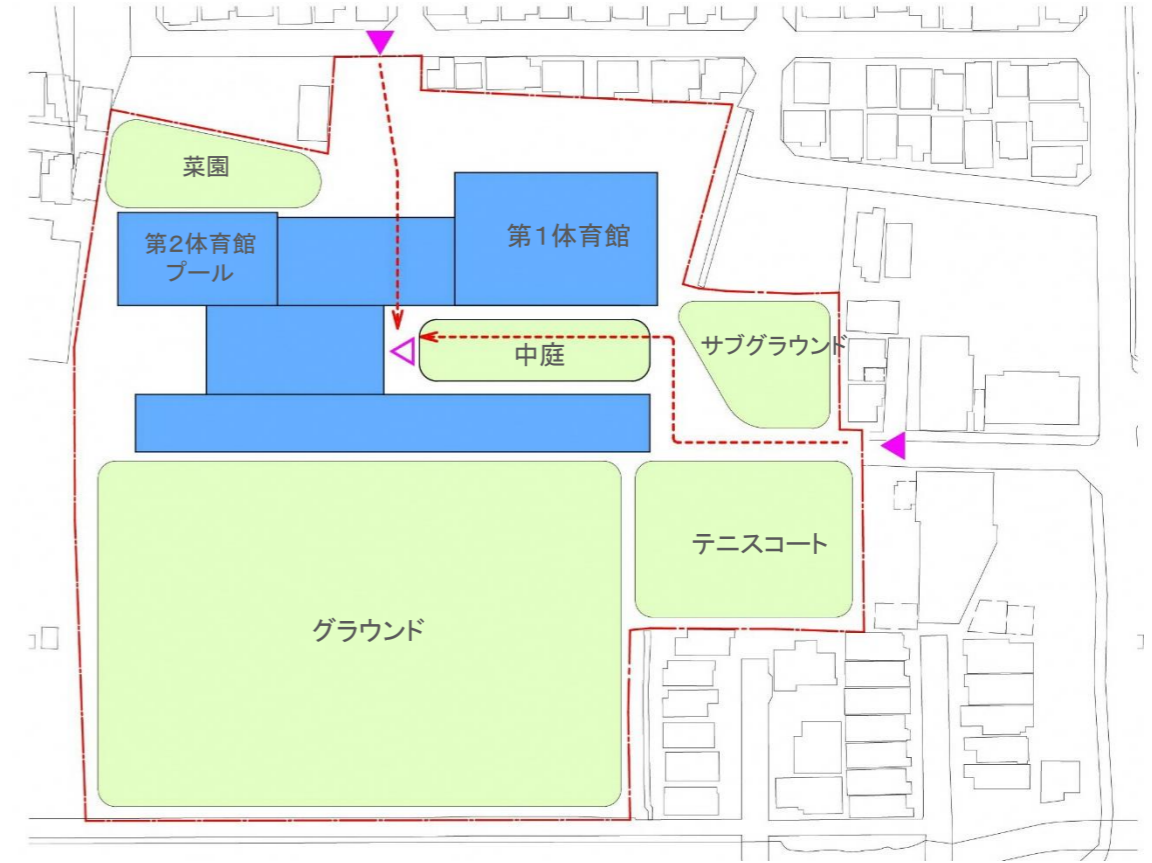 菜園
第2体育館
プール
第1体育館
中庭
サブグラウンド
テニスコート
グラウンド